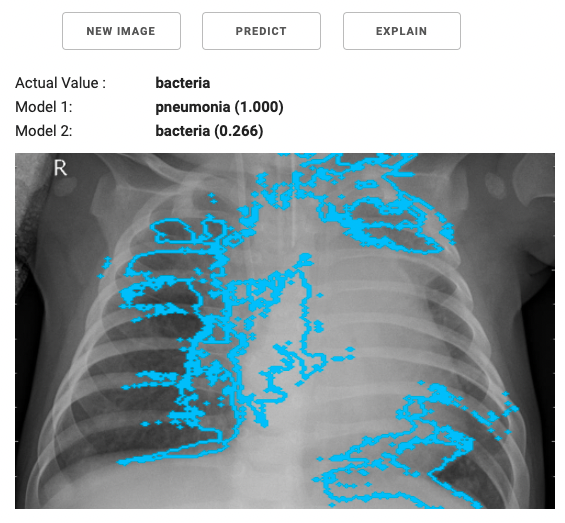 NEW IMAGE PREDICT EXPLAIN
Actual Value : bacteria
Model 1: pneumonia (1.000)
Model 2: bacteria (0.266)
R